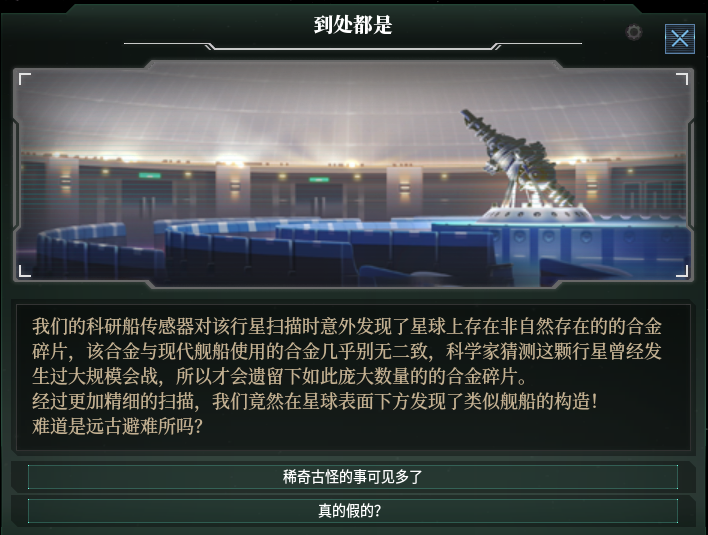 到处都是
我们的科研船传感器对该行星扫描时意外发现了星球上存在非自然存在的的合金
碎片，该合金与现代舰船使用的合金几乎别无二致，科学家猜测这颗行星曾经发
生过大规模会战，所以才会遗留下如此庞大数量的的合金碎片。
经过更加精细的扫描，我们竟然在星球表面下方发现了类似舰船的构造！
难道是远古避难所吗？
稀奇古怪的事可见多了
真的假的？